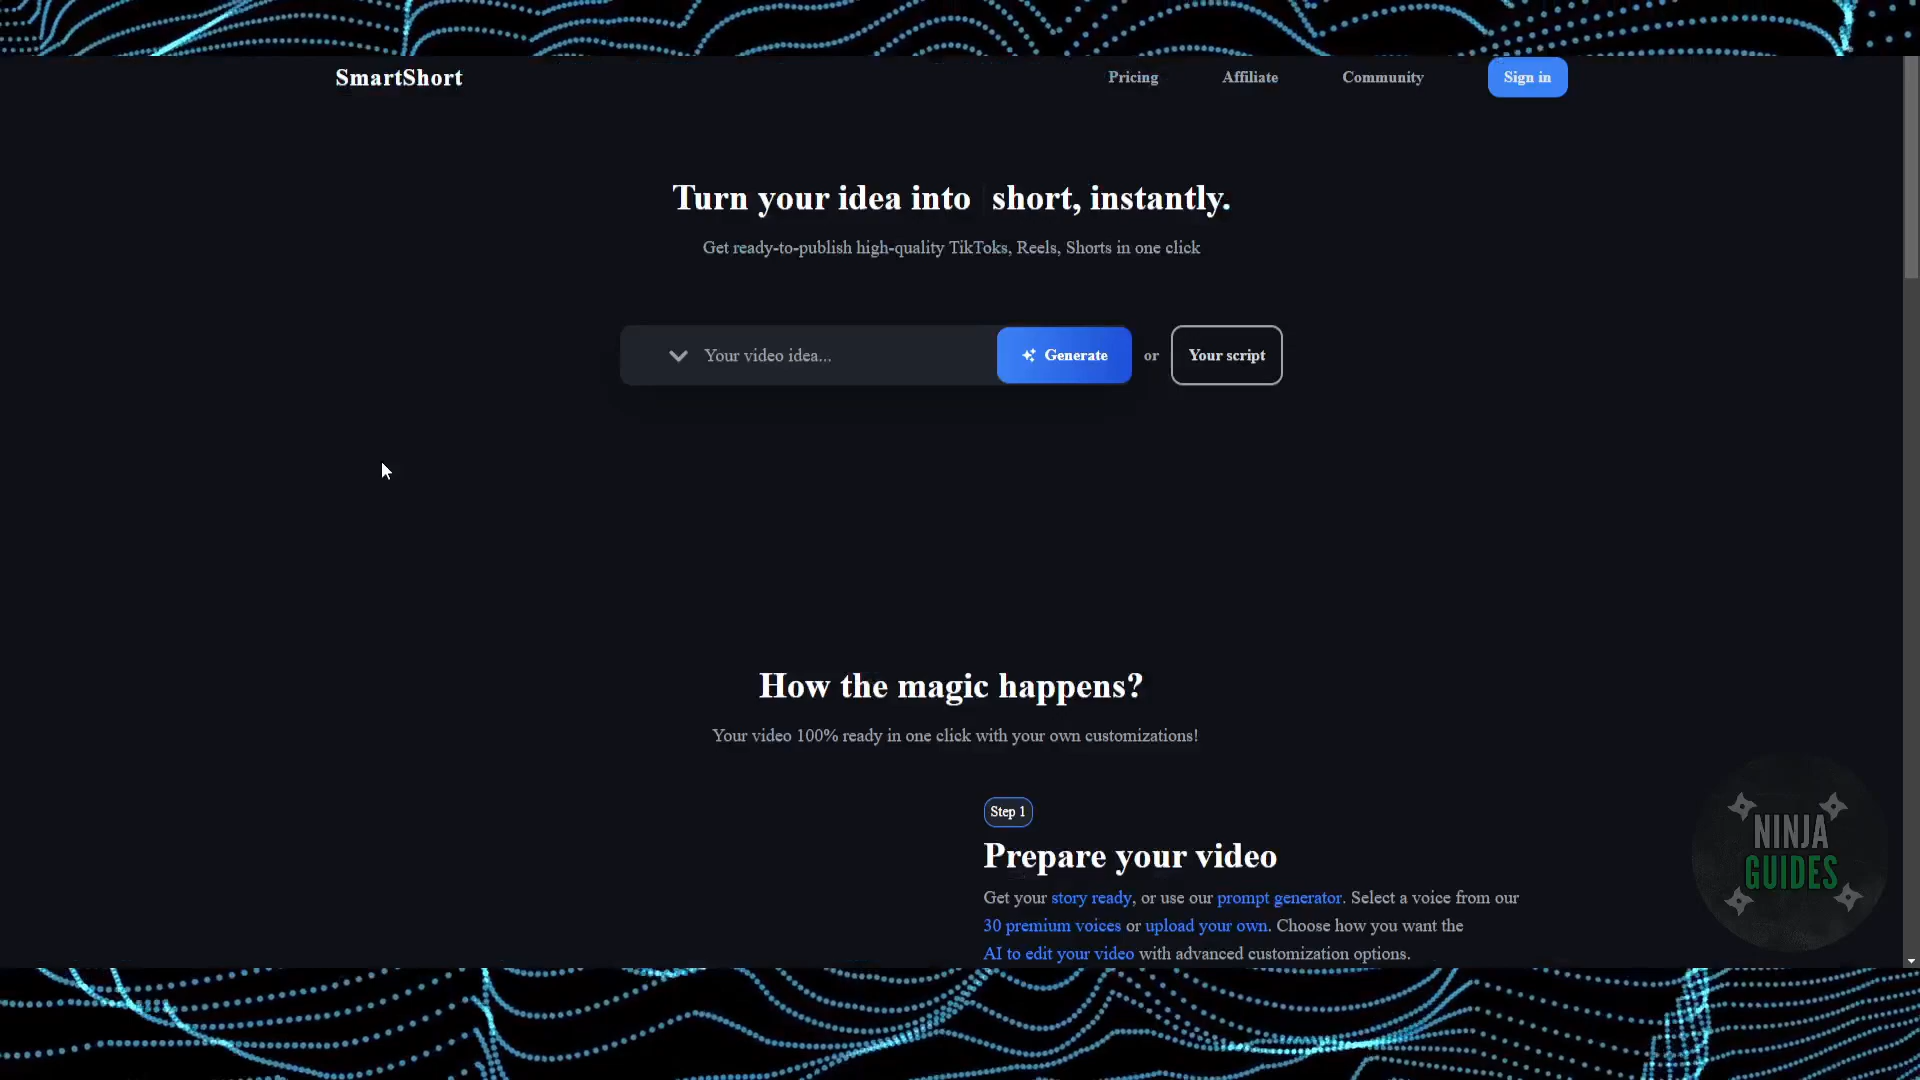 SmartShort
Pricing
Affiliate
Community
Sign in
Turn your idea into short, instantly.
Get ready-to-publish high-quality TikToks, Reels, Shorts in one click
Your video idea...
Generate
or
Your script
How the magic happens?
Your video 100% ready in one click with your own customizations!
Step 1
Prepare your video
Get your story ready, or use our prompt generator. Select a voice from our
30 premium voices or upload your own. Choose how you want the
AI to edit your video with advanced customization options.
NINJA
GUIDES